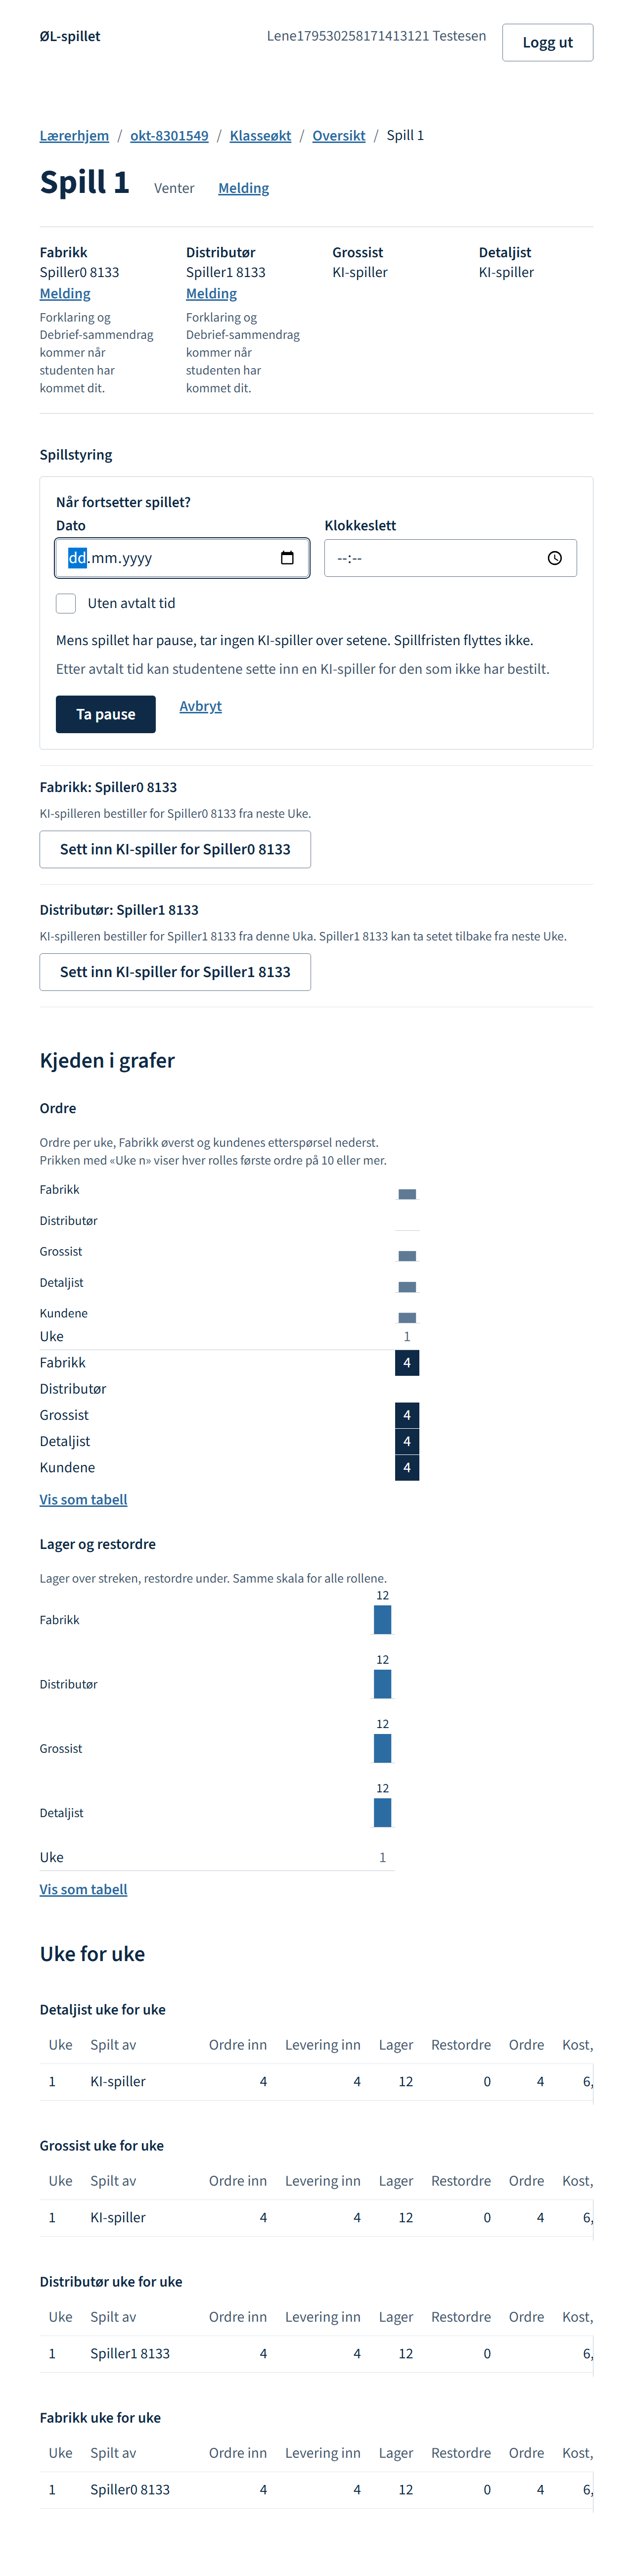 ØL-spillet
Lene179530258171413121 Testesen
Logg ut
Lærerhjem / okt-8301549 / Klasseøkt / Oversikt / Spill 1
Spill 1 Venter Melding
Fabrikk
Spiller0 8133
Melding
Forklaring og
Debrief-sammendrag
kommer når
studenten har
kommet dit.
Distributør
Spiller1 8133
Melding
Forklaring og
Debrief-sammendrag
kommer når
studenten har
kommet dit.
Grossist
KI-spiller
Detaljist
KI-spiller
Spillstyring
Når fortsetter spillet?
Dato
dd.mm.yyyy
Klokkeslett
--:--
Uten avtalt tid
Mens spillet har pause, tar ingen KI-spiller over setene. Spillfristen flyttes ikke.
Etter avtalt tid kan studentene sette inn en KI-spiller for den som ikke har bestilt.
Ta pause Avbryt
Fabrikk: Spiller0 8133
KI-spilleren bestiller for Spiller0 8133 fra neste Uke.
Sett inn KI-spiller for Spiller0 8133
Distributør: Spiller1 8133
KI-spilleren bestiller for Spiller1 8133 fra denne Uka. Spiller1 8133 kan ta setet tilbake fra neste Uke.
Sett inn KI-spiller for Spiller1 8133
Kjeden i grafer
Ordre
Ordre per uke, Fabrikk øverst og kundenes etterspørsel nederst.
Prikken med «Uke n» viser hver rolles første ordre på 10 eller mer.
Fabrikk
Distributør
Grossist
Detaljist
Kundene
Uke 1
Fabrikk 4
Distributør
Grossist 4
Detaljist 4
Kundene 4
Vis som tabell
Lager og restordre
Lager over streken, restordre under. Samme skala for alle rollene.
12
Fabrikk
12
Distributør
12
Grossist
12
Detaljist
Uke 1
Vis som tabell
Uke for uke
Detaljist uke for uke
Uke Spilt av Ordre inn Levering inn Lager Restordre Ordre Kost,
1 KI-spiller 4 4 12 0 4 6,
Grossist uke for uke
Uke Spilt av Ordre inn Levering inn Lager Restordre Ordre Kost,
1 KI-spiller 4 4 12 0 4 6,
Distributør uke for uke
Uke Spilt av Ordre inn Levering inn Lager Restordre Ordre Kost,
1 Spiller1 8133 4 4 12 0 6,
Fabrikk uke for uke
Uke Spilt av Ordre inn Levering inn Lager Restordre Ordre Kost,
1 Spiller0 8133 4 4 12 0 4 6,